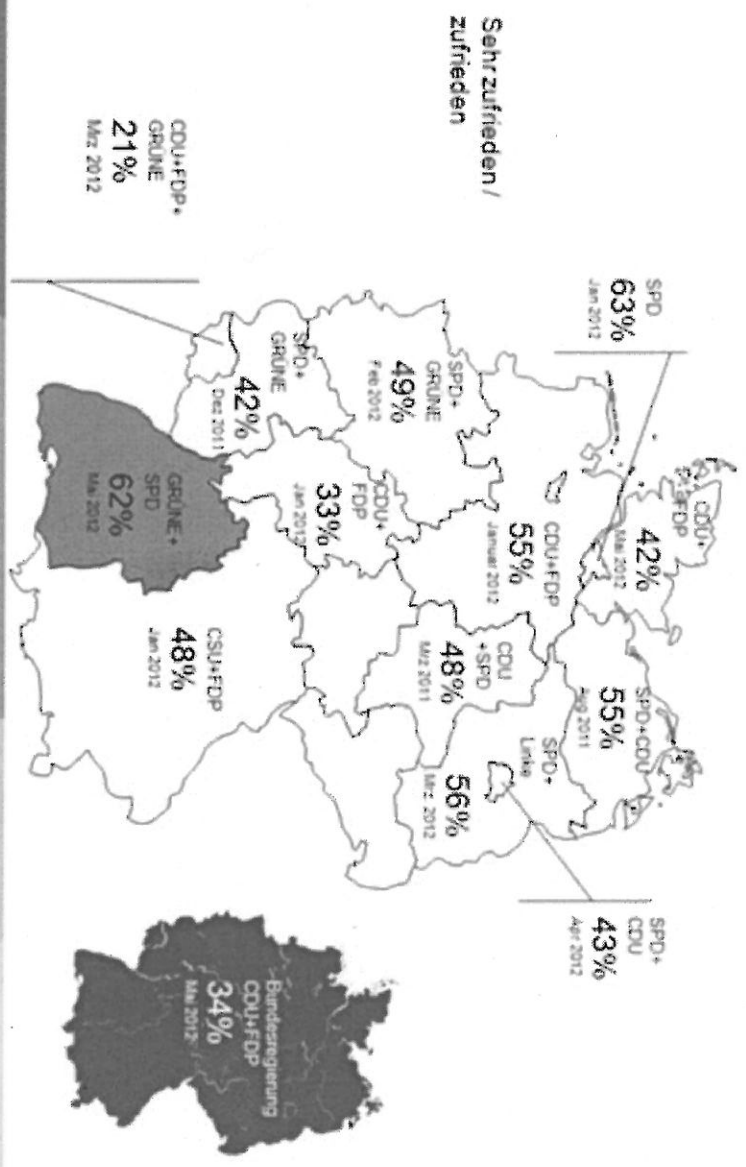 Sehr zufrieden /
zufrieden
SPD
63%
Jan 2012
CDU+
FDP
42%
Mai 2012
SPD+CDU
55%
Aug 2011
SPD+
CDU
43%
Apr 2012
CDU+FDP
55%
Januar 2012
CDU
+SPD
48%
Mrz 2011
SPD+
Linke
56%
Mrz 2012
SPD+
GRÜNE
49%
Feb 2012
CDU+
FDP
33%
Jan 2012
SPD+
GRÜNE
42%
Dez 2011
CDU+FDP+
GRÜNE
21%
Mrz 2012
GRÜNE+
SPD
62%
Mai 2012
CSU+FDP
48%
Jan 2012
Bundesregierung
CDU+FDP
34%
Mai 2012